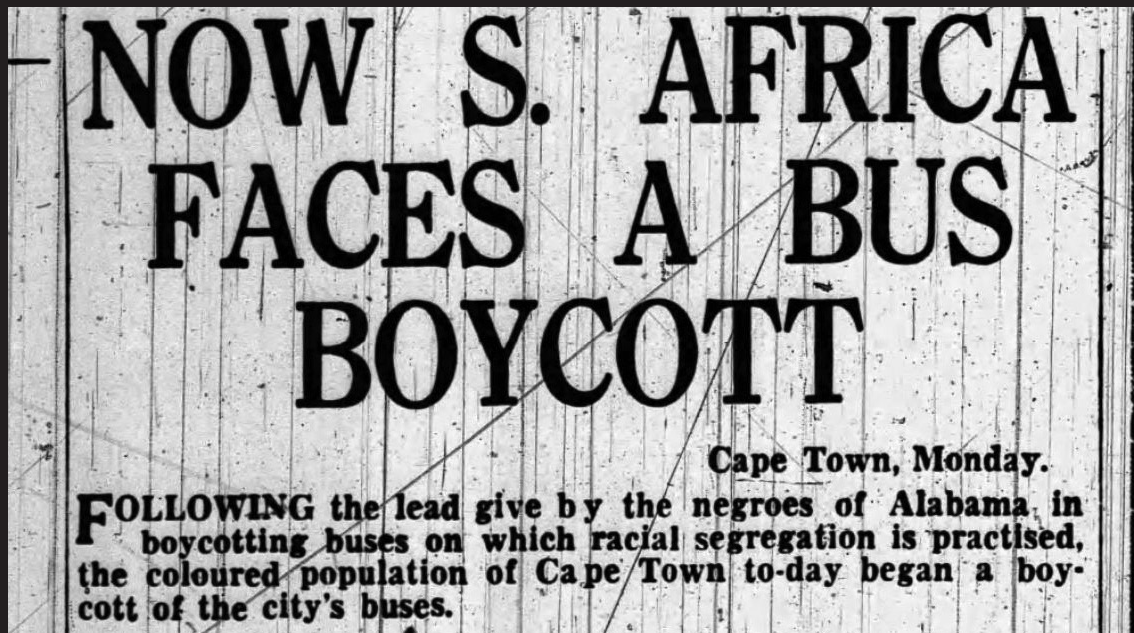 NOW S. AFRICA
FACES A BUS
BOYCOTT
Cape Town, Monday.
FOLLOWING the lead give by the negroes of Alabama in
boycotting buses on which racial segregation is practised,
the coloured population of Cape Town to-day began a boy-
cott of the city's buses.